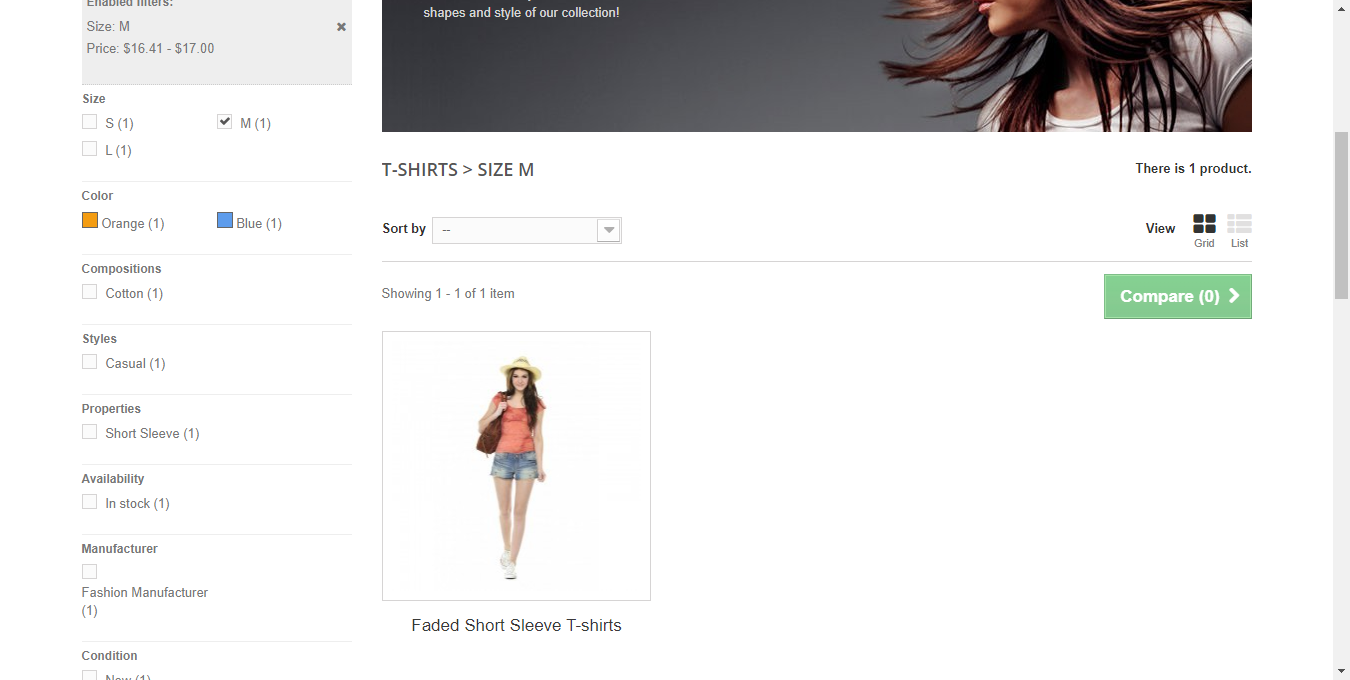 Enabled filters:
Size: M
Price: $16.41 - $17.00
Size
S (1)
M (1)
L (1)
Color
Orange (1)
Blue (1)
Compositions
Cotton (1)
Styles
Casual (1)
Properties
Short Sleeve (1)
Availability
In stock (1)
Manufacturer
Fashion Manufacturer
(1)
Condition
New (1)
shapes and style of our collection!
T-SHIRTS > SIZE M
There is 1 product.
Sort by
--
View
Grid
List
Showing 1 - 1 of 1 item
Compare (0)
Faded Short Sleeve T-shirts